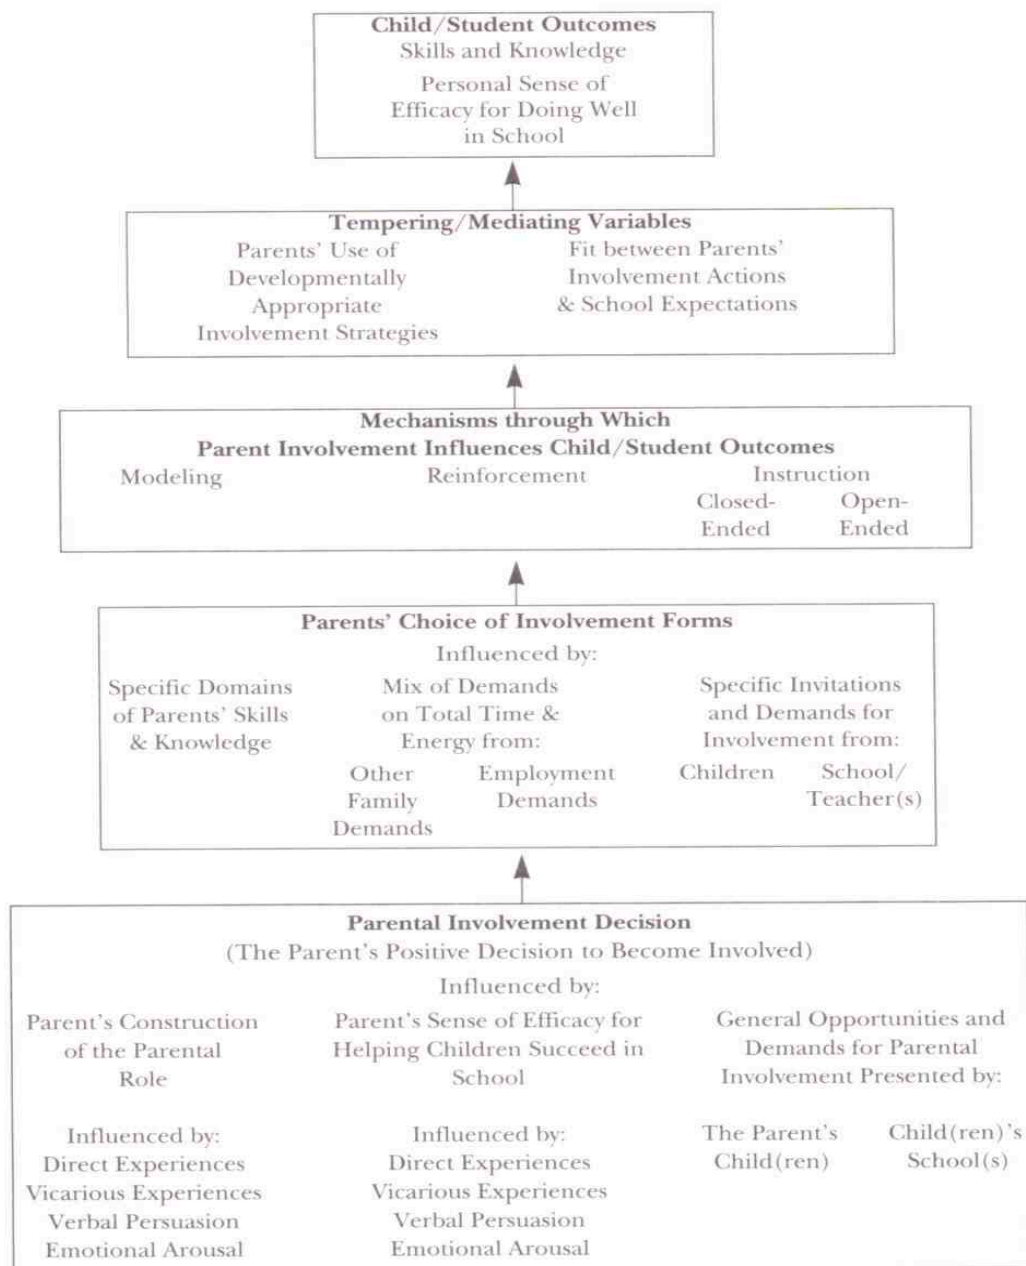 Child/Student Outcomes
Skills and Knowledge
Personal Sense of
Efficacy for Doing Well
in School
Tempering/Mediating Variables
Parents' Use of
Developmentally
Appropriate
Involvement Strategies
Fit between Parents'
Involvement Actions
& School Expectations
Mechanisms through Which
Parent Involvement Influences Child/Student Outcomes
Modeling
Reinforcement
Instruction
Closed-
Ended
Open-
Ended
Parents' Choice of Involvement Forms
Influenced by:
Specific Domains
of Parents' Skills
& Knowledge
Mix of Demands
on Total Time &
Energy from:
Other
Family
Demands
Employment
Demands
Specific Invitations
and Demands for
Involvement from:
Children
School/
Teacher(s)
Parental Involvement Decision
(The Parent's Positive Decision to Become Involved)
Influenced by:
Parent's Construction
of the Parental
Role
Influenced by:
Direct Experiences
Vicarious Experiences
Verbal Persuasion
Emotional Arousal
Parent's Sense of Efficacy for
Helping Children Succeed in
School
Influenced by:
Direct Experiences
Vicarious Experiences
Verbal Persuasion
Emotional Arousal
General Opportunities and
Demands for Parental
Involvement Presented by:
The Parent's
Child(ren)
Child(ren)'s
School(s)